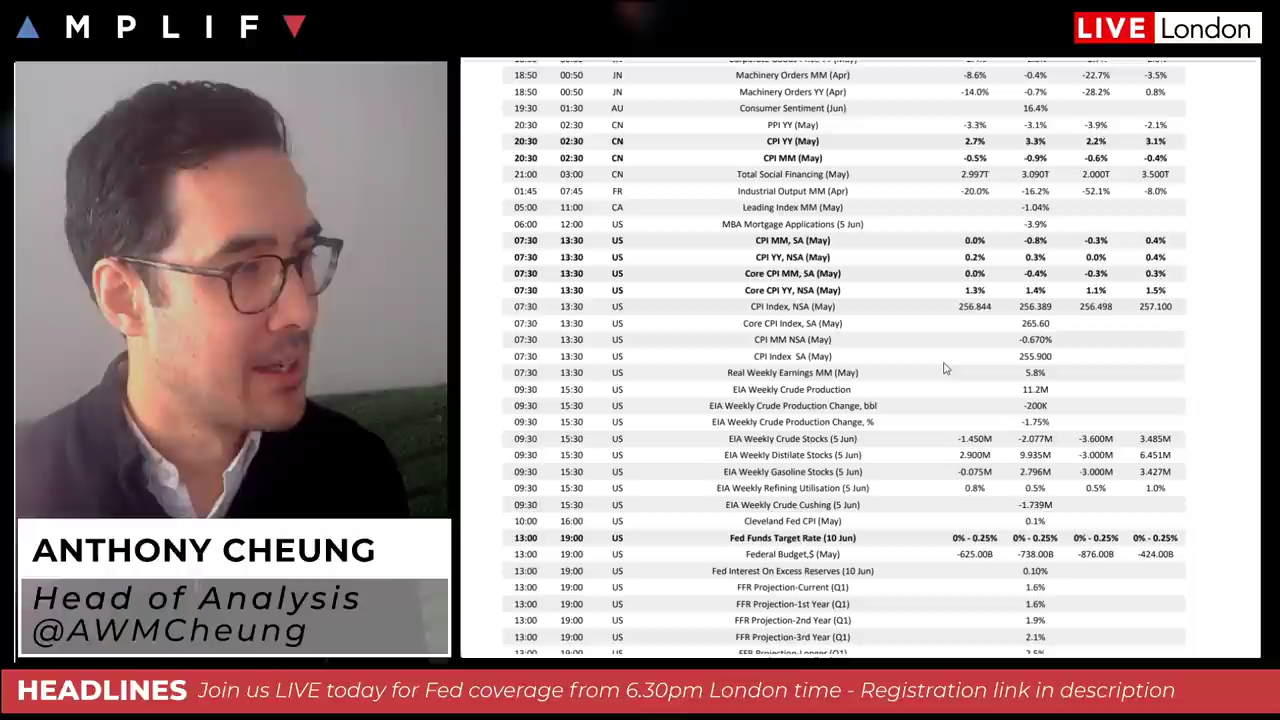 AMPLIFY
LIVE London
18:50 00:50 JN Machinery Orders MM (Apr) -8.6% -0.4% -22.7% -3.5%
18:50 00:50 JN Machinery Orders YY (Apr) -14.0% -0.7% -28.2% 0.8%
19:30 01:30 AU Consumer Sentiment (Jun) 16.4%
20:30 02:30 CN PPI YY (May) -3.3% -3.1% -3.9% -2.1%
20:30 02:30 CN CPI YY (May) 2.7% 3.3% 2.2% 3.1%
20:30 02:30 CN CPI MM (May) -0.5% -0.9% -0.6% -0.4%
21:00 03:00 CN Total Social Financing (May) 2.997T 3.090T 2.000T 3.500T
01:45 07:45 FR Industrial Output MM (Apr) -20.0% -16.2% -52.1% -8.0%
05:00 11:00 CA Leading Index MM (May) -1.04%
06:00 12:00 US MBA Mortgage Applications (5 Jun) -3.9%
07:30 13:30 US CPI MM, SA (May) 0.0% -0.8% -0.3% 0.4%
07:30 13:30 US CPI YY, NSA (May) 0.2% 0.3% 0.0% 0.4%
07:30 13:30 US Core CPI MM, SA (May) 0.0% -0.4% -0.3% 0.3%
07:30 13:30 US Core CPI YY, NSA (May) 1.3% 1.4% 1.1% 1.5%
07:30 13:30 US CPI Index, NSA (May) 256.844 256.389 256.498 257.100
07:30 13:30 US Core CPI Index, SA (May) 265.60
07:30 13:30 US CPI MM NSA (May) -0.670%
07:30 13:30 US CPI Index SA (May) 255.900
07:30 13:30 US Real Weekly Earnings MM (May) 5.8%
09:30 15:30 US EIA Weekly Crude Production 11.2M
09:30 15:30 US EIA Weekly Crude Production Change, bbl -200K
09:30 15:30 US EIA Weekly Crude Production Change, % -1.75%
09:30 15:30 US EIA Weekly Crude Stocks (5 Jun) -1.450M -2.077M -3.600M 3.485M
09:30 15:30 US EIA Weekly Distilate Stocks (5 Jun) 2.900M 9.935M -3.000M 6.451M
09:30 15:30 US EIA Weekly Gasoline Stocks (5 Jun) -0.075M 2.796M -3.000M 3.427M
09:30 15:30 US EIA Weekly Refining Utilisation (5 Jun) 0.8% 0.5% 0.5% 1.0%
09:30 15:30 US EIA Weekly Crude Cushing (5 Jun) -1.739M
10:00 16:00 US Cleveland Fed CPI (May) 0.1%
13:00 19:00 US Fed Funds Target Rate (10 Jun) 0% - 0.25% 0% - 0.25% 0% - 0.25% 0% - 0.25%
13:00 19:00 US Federal Budget,$ (May) -625.00B -738.00B -876.00B -424.00B
13:00 19:00 US Fed Interest On Excess Reserves (10 Jun) 0.10%
13:00 19:00 US FFR Projection-Current (Q1) 1.6%
13:00 19:00 US FFR Projection-1st Year (Q1) 1.6%
13:00 19:00 US FFR Projection-2nd Year (Q1) 1.9%
13:00 19:00 US FFR Projection-3rd Year (Q1) 2.1%
13:00 19:00 US FFR Projection-Longer (Q1) 2.5%
ANTHONY CHEUNG
Head of Analysis
@AWMCheung
HEADLINES Join us LIVE today for Fed coverage from 6.30pm London time - Registration link in description